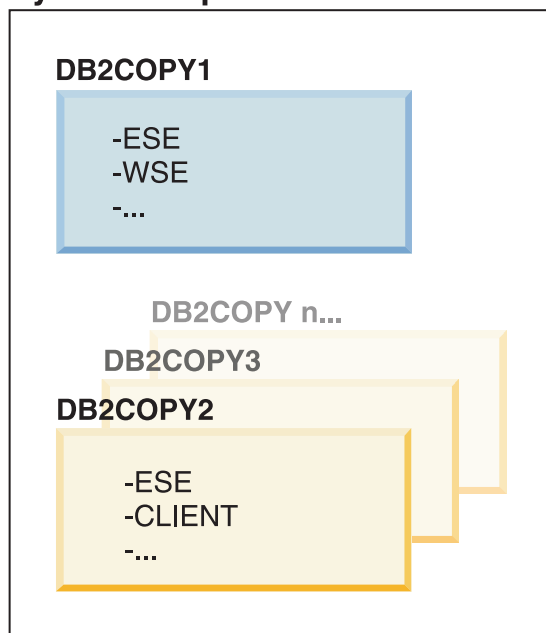 DB2COPY1
-ESE
-WSE
-...
DB2COPY n...
DB2COPY3
DB2COPY2
-ESE
-CLIENT
-...